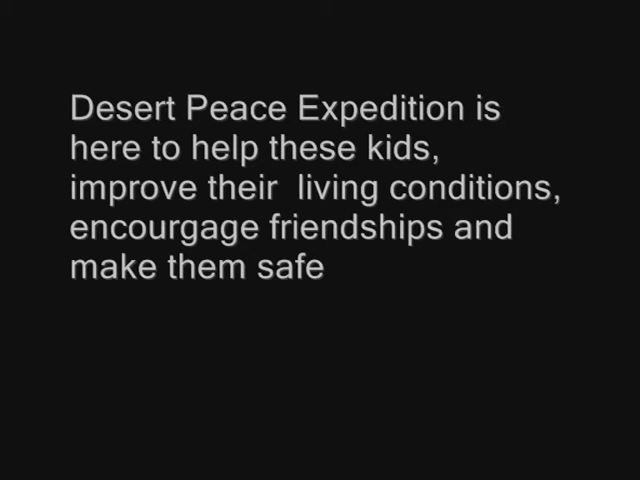 Desert Peace Expedition is
here to help these kids,
improve their  living conditions,
encourgage friendships and
make them safe